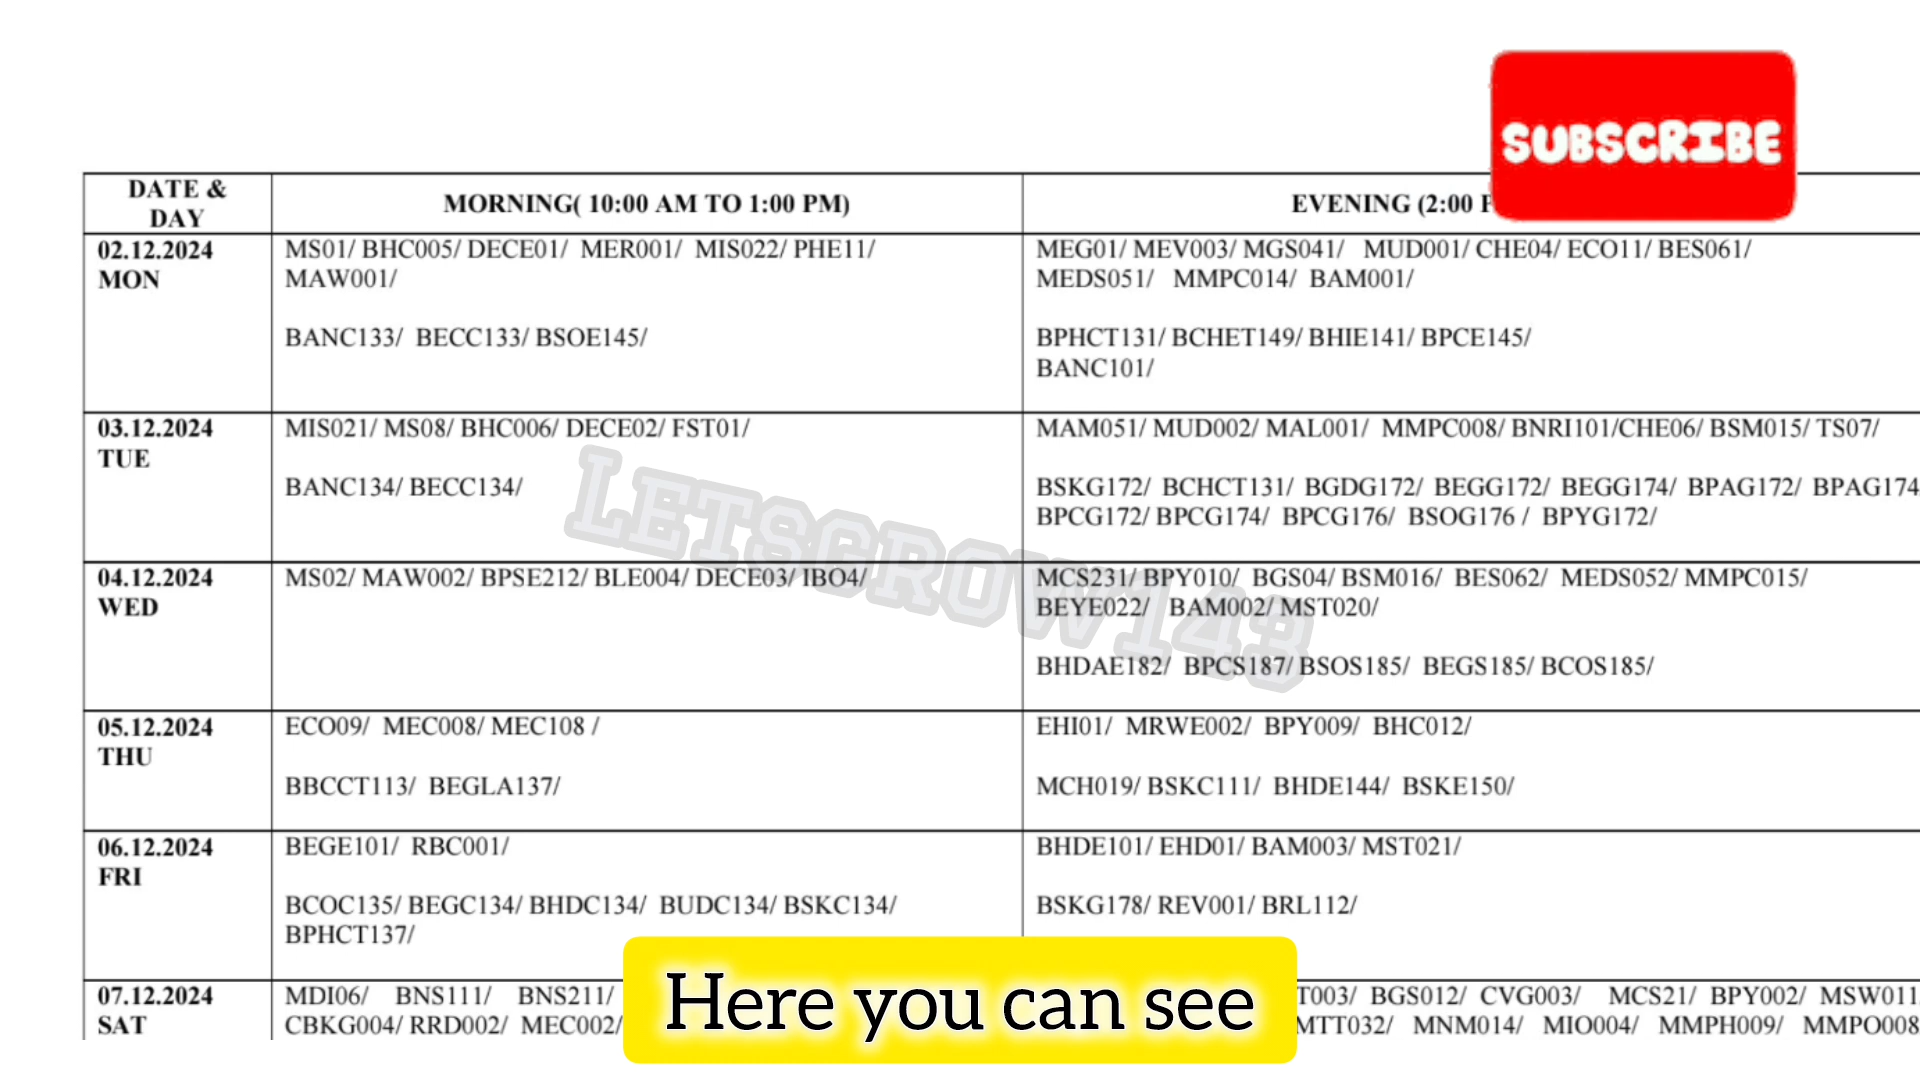 SUBSCRIBE
DATE &
DAY
MORNING( 10:00 AM TO 1:00 PM)
EVENING (2:00
02.12.2024
MON
MS01/ BHC005/ DECE01/ MER001/ MIS022/ PHE11/
MAW001/
BANC133/ BECC133/ BSOE145/
MEG01/ MEV003/ MGS041/ MUD001/ CHE04/ ECO11/ BES061/
MEDS051/ MMPC014/ BAM001/
BPHCT131/ BCHET149/ BHIE141/ BPCE145/
BANC101/
03.12.2024
TUE
MIS021/ MS08/ BHC006/ DECE02/ FST01/
BANC134/ BECC134/
MAM051/ MUD002/ MAL001/ MMPC008/ BNRI101/CHE06/ BSM015/ TS07/
BSKG172/ BCHCT131/ BGDG172/ BEGG172/ BEGG174/ BPAG172/ BPAG174
BPCG172/ BPCG174/ BPCG176/ BSOG176 / BPYG172/
LETSGROW143
04.12.2024
WED
MS02/ MAW002/ BPSE212/ BLE004/ DECE03/ IBO4/
MCS231/ BPY010/ BGS04/ BSM016/ BES062/ MEDS052/ MMPC015/
BEYE022/ BAM002/ MST020/
BHDAE182/ BPCS187/ BSOS185/ BEGS185/ BCOS185/
05.12.2024
THU
ECO09/ MEC008/ MEC108 /
BBCCT113/ BEGLA137/
EHI01/ MRWE002/ BPY009/ BHC012/
MCH019/ BSKC111/ BHDE144/ BSKE150/
06.12.2024
FRI
BEGE101/ RBC001/
BCOC135/ BEGC134/ BHDC134/ BUDC134/ BSKC134/
BPHCT137/
BHDE101/ EHD01/ BAM003/ MST021/
BSKG178/ REV001/ BRL112/
07.12.2024
SAT
MDI06/ BNS111/ BNS211/
CBKG004/ RRD002/ MEC002/
T003/ BGS012/ CVG003/ MCS21/ BPY002/ MSW011
MTT032/ MNM014/ MIO004/ MMPH009/ MMPO008
Here you can see